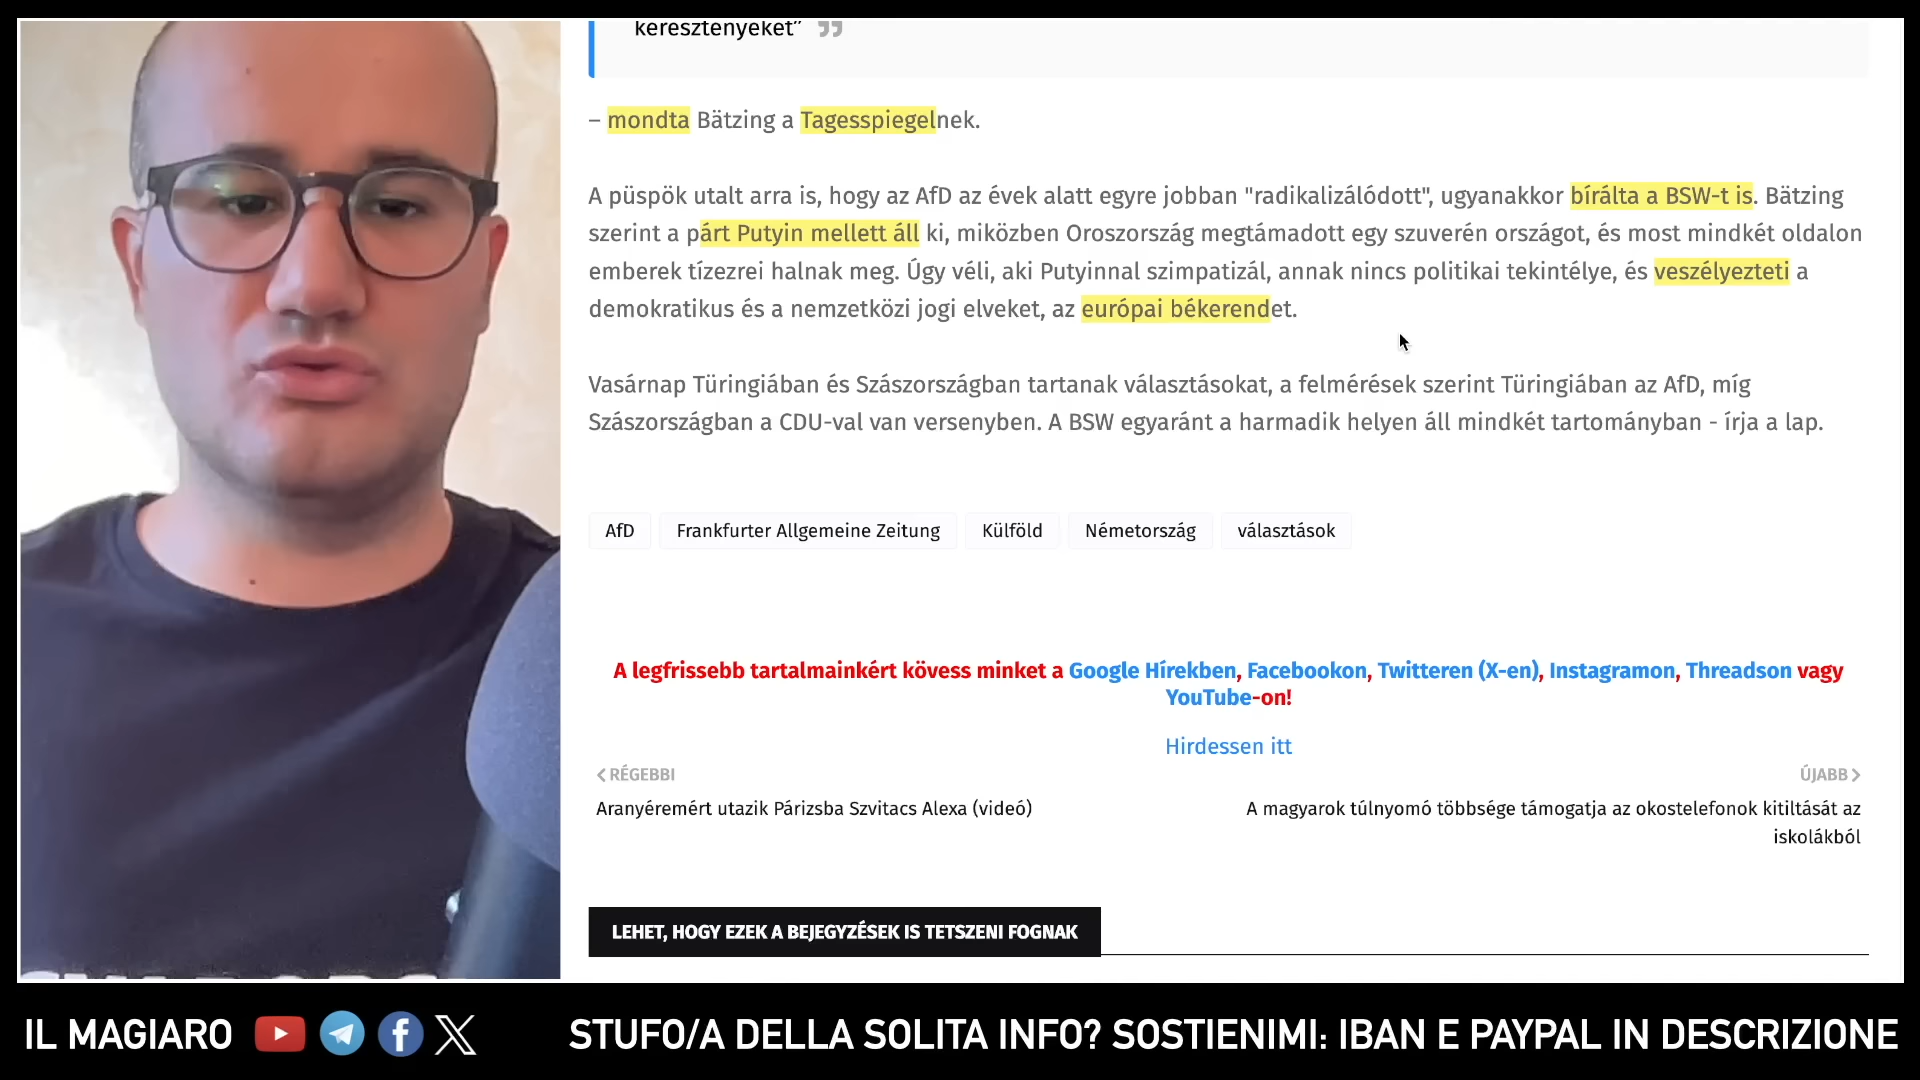 keresztényeket”
– mondta Bätzing a Tagesspiegelnek.
A püspök utalt arra is, hogy az AfD az évek alatt egyre jobban "radikalizálódott", ugyanakkor bírálta a BSW-t is. Bätzing
szerint a párt Putyin mellett áll ki, miközben Oroszország megtámadott egy szuverén országot, és most mindkét oldalon
emberek tízezrei halnak meg. Úgy véli, aki Putyinnal szimpatizál, annak nincs politikai tekintélye, és veszélyezteti a
demokratikus és a nemzetközi jogi elveket, az európai békerendet.
Vasárnap Türingiában és Szászországban tartanak választásokat, a felmérések szerint Türingiában az AfD, míg
Szászországban a CDU-val van versenyben. A BSW egyaránt a harmadik helyen áll mindkét tartományban - írja a lap.
AfD Frankfurter Allgemeine Zeitung Külföld Németország választások
A legfrissebb tartalmainkért kövess minket a Google Hírekben, Facebookon, Twitteren (X-en), Instagramon, Threadson vagy
YouTube-on!
Hirdessen itt
RÉGEBBI
ÚJABB
Aranyéremért utazik Párizsba Szvitacs Alexa (videó)
A magyarok túlnyomó többsége támogatja az okostelefonok kitiltását az
iskolákból
LEHET, HOGY EZEK A BEJEGYZÉSEK IS TETSZENI FOGNAK
IL MAGIARO
STUFO/A DELLA SOLITA INFO? SOSTIENIMI: IBAN E PAYPAL IN DESCRIZIONE